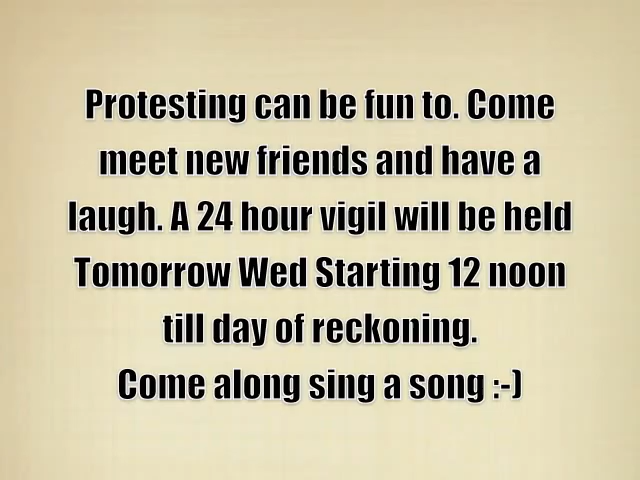 Protesting can be fun to. Come
meet new friends and have a
laugh. A 24 hour vigil will be held
Tomorrow Wed Starting 12 noon
till day of reckoning.
Come along sing a song :-)